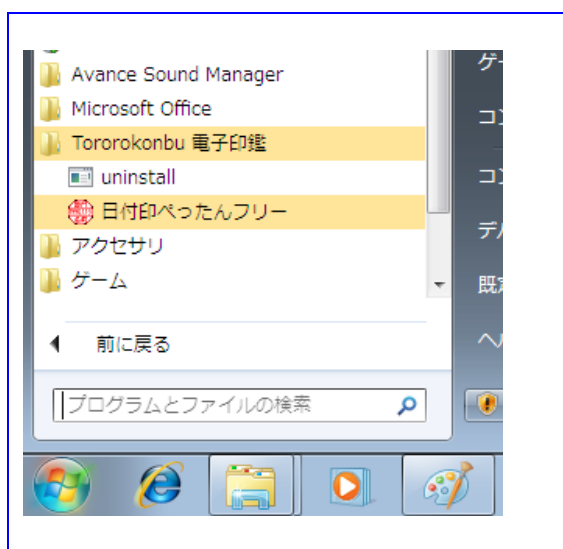 Avance Sound Manager
Microsoft Office
Tororokonbu 電子印鑑
uninstall
日付印ぺったんフリー
アクセサリ
ゲーム
前に戻る
プログラムとファイルの検索